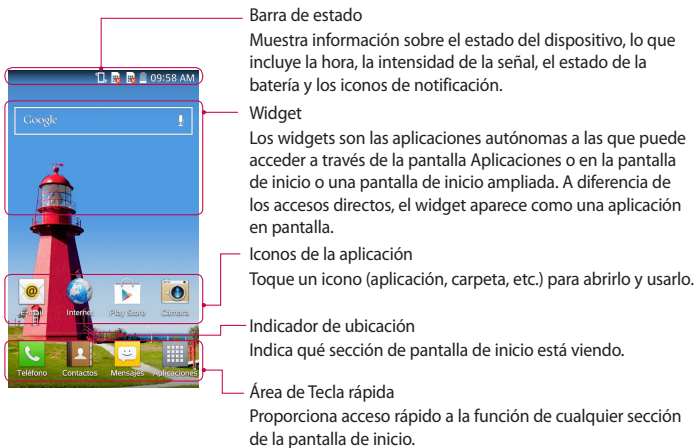 Barra de estado
Muestra información sobre el estado del dispositivo, lo que
incluye la hora, la intensidad de la señal, el estado de la
batería y los iconos de notificación.
09:58 AM
Widget
Google
Los widgets son las aplicaciones autónomas a las que puede
acceder a través de la pantalla Aplicaciones o en la pantalla
de inicio o una pantalla de inicio ampliada. A diferencia de
los accesos directos, el widget aparece como una aplicación
en pantalla.
Iconos de la aplicación
Toque un icono (aplicación, carpeta, etc.) para abrirlo y usarlo.
E-mail Internet Play Store Cámara
Indicador de ubicación
Indica qué sección de pantalla de inicio está viendo.
Teléfono Contactos Mensajes Aplicaciones
Área de Tecla rápida
Proporciona acceso rápido a la función de cualquier sección
de la pantalla de inicio.